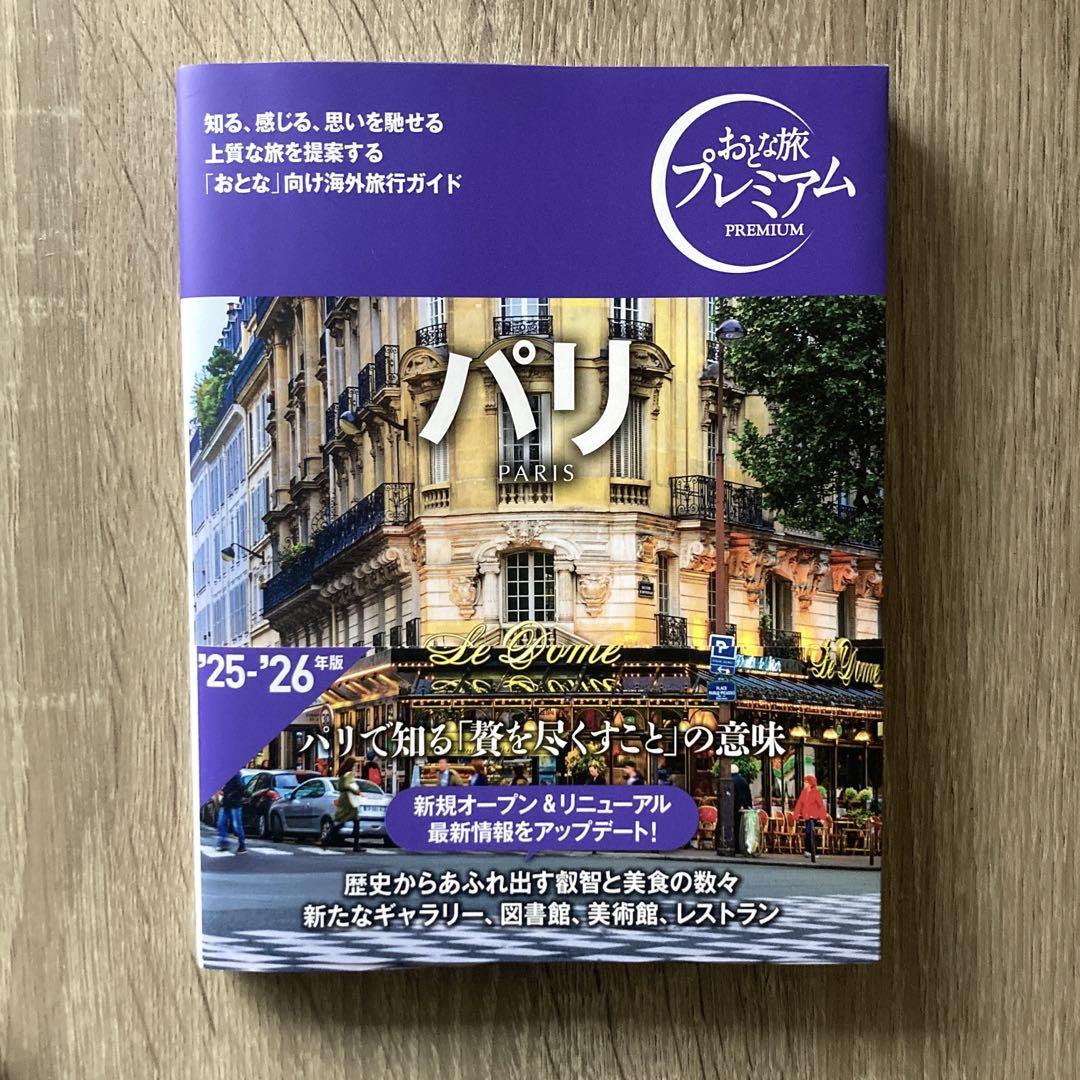 知る、感じる、思いを馳せる
上質な旅を提案する
「おとな」向け海外旅行ガイド
おとな旅
プレミアム
PREMIUM
パリ
PARIS
Le Dome
Le Dome
'25-'26年版
パリで知る「贅を尽くすこと」の意味
新規オープン&リニューアル
最新情報をアップデート!
歴史からあふれ出す叡智と美食の数々
新たなギャラリー、図書館、美術館、レストラン